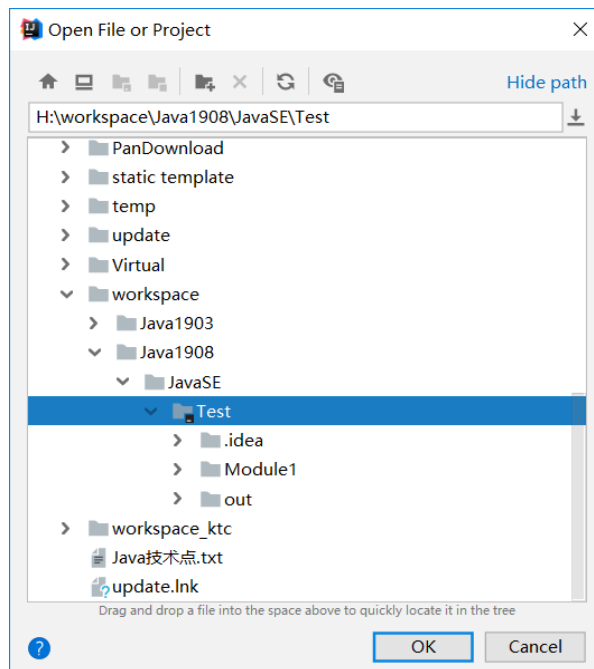 Open File or Project
Hide path
H:\workspace\Java1908\JavaSE\Test
PanDownload
static template
temp
update
Virtual
workspace
Java1903
Java1908
JavaSE
Test
.idea
Module1
out
workspace_ktc
Java技术点.txt
update.lnk
Drag and drop a file into the space above to quickly locate it in the tree
? OK Cancel